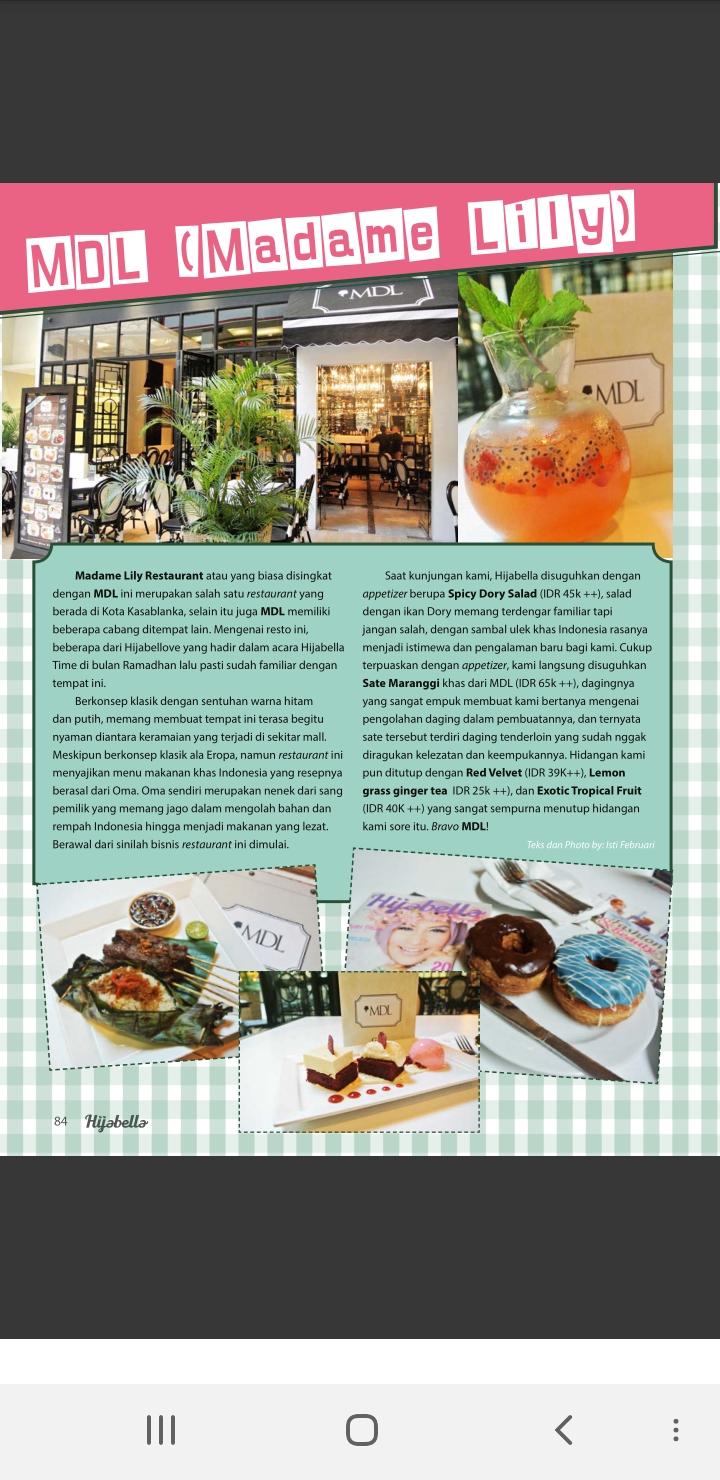 MDL (Madame Lily)
MDL
MDL
Madame Lily Restaurant atau yang biasa disingkat
dengan MDL ini merupakan salah satu restaurant yang
berada di Kota Kasablanka, selain itu juga MDL memiliki
beberapa cabang ditempat lain. Mengenai resto ini,
beberapa dari Hijabellove yang hadir dalam acara Hijabella
Time di bulan Ramadhan lalu pasti sudah familiar dengan
tempat ini.
Berkonsep klasik dengan sentuhan warna hitam
dan putih, memang membuat tempat ini terasa begitu
nyaman diantara keramaian yang terjadi di sekitar mall.
Meskipun berkonsep klasik ala Eropa, namun restaurant ini
menyajikan menu makanan khas Indonesia yang resepnya
berasal dari Oma. Oma sendiri merupakan nenek dari sang
pemilik yang memang jago dalam mengolah bahan dan
rempah Indonesia hingga menjadi makanan yang lezat.
Berawal dari sinilah bisnis restaurant ini dimulai.
Saat kunjungan kami, Hijabella disuguhkan dengan
appetizer berupa Spicy Dory Salad (IDR 45k ++), salad
dengan ikan Dory memang terdengar familiar tapi
jangan salah, dengan sambal ulek khas Indonesia rasanya
menjadi istimewa dan pengalaman baru bagi kami. Cukup
terpuaskan dengan appetizer, kami langsung disuguhkan
Sate Maranggi khas dari MDL (IDR 65k ++), dagingnya
yang sangat empuk membuat kami bertanya mengenai
pengolahan daging dalam pembuatannya, dan ternyata
sate tersebut terdiri daging tenderloin yang sudah nggak
diragukan kelezatan dan keempukannya. Hidangan kami
pun ditutup dengan Red Velvet (IDR 39K++), Lemon
grass ginger tea IDR 25k ++), dan Exotic Tropical Fruit
(IDR 40K ++) yang sangat sempurna menutup hidangan
kami sore itu. Bravo MDL!
Teks dan Photo by: Isti Februari
MDL
Hijabella
20
MDL
84 Hijabella